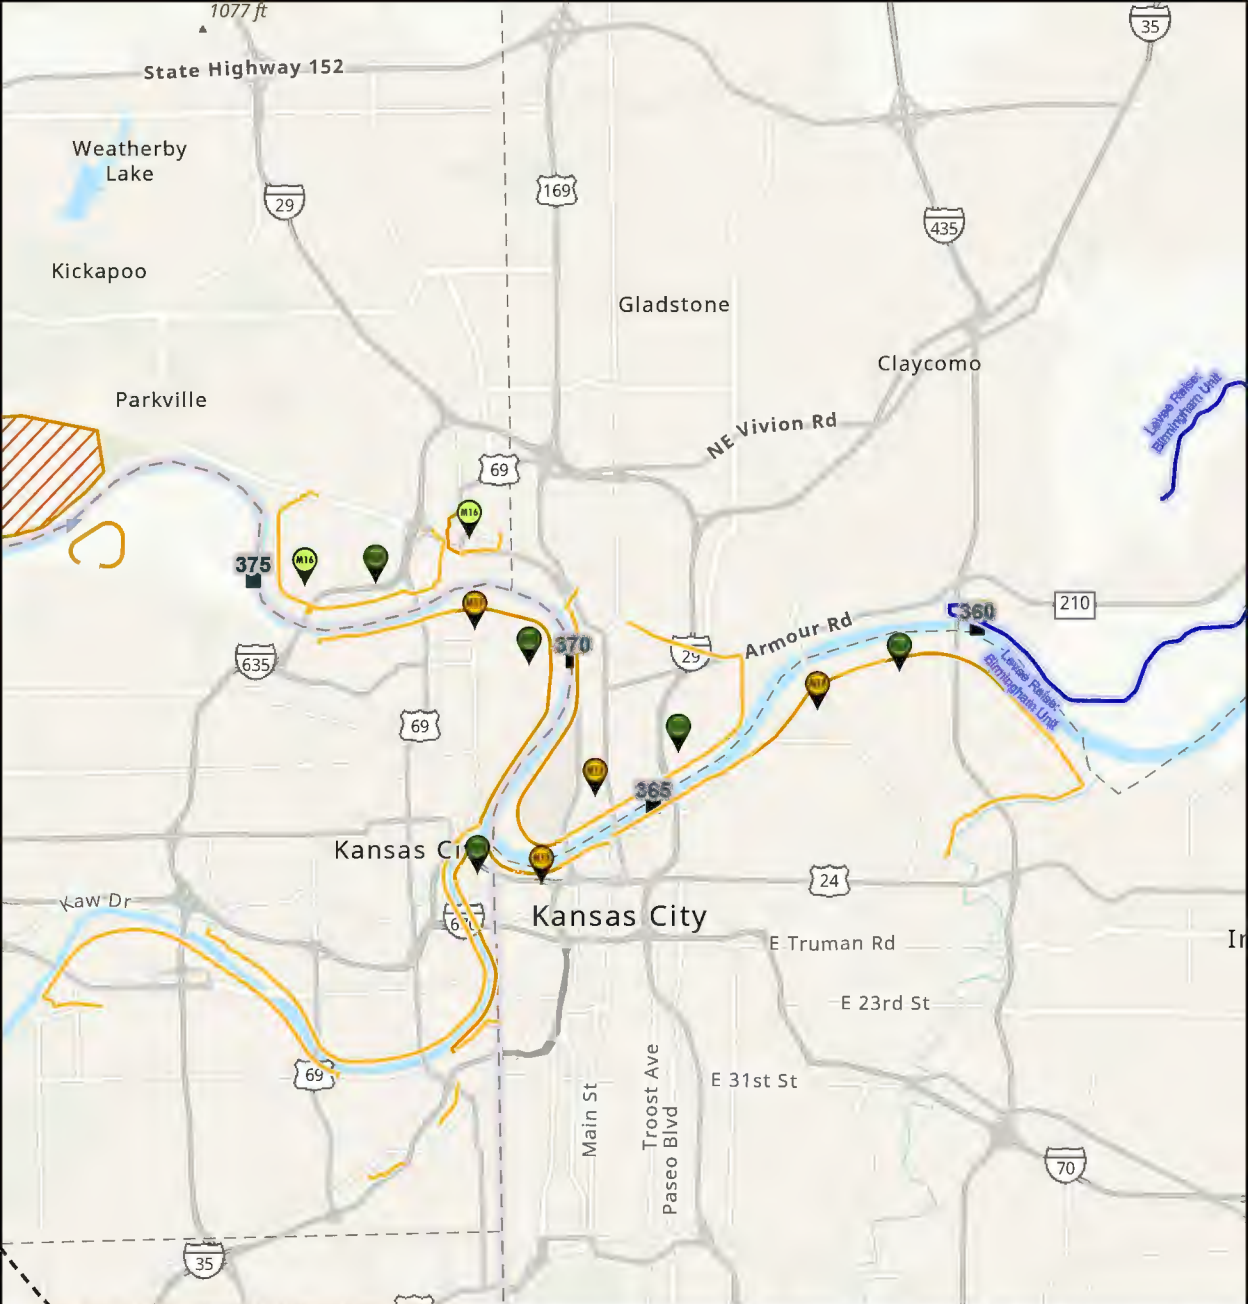 1077 ft
35
State Highway 152
Weatherby
Lake
169
29
435
Kickapoo
Gladstone
Claycomo
Levee Raise:
Birmingham Unit
Parkville
NE Vivion Rd
69
M16
375
M16
360
210
370
Armour Rd
635
29
Levee Raise:
Birmingham Unit
69
365
Kansas Ci
24
Kaw Dr
670
Kansas City
E Truman Rd
E 23rd St
69
E 31st St
Main St
Troost Ave
Paseo Blvd
70
35